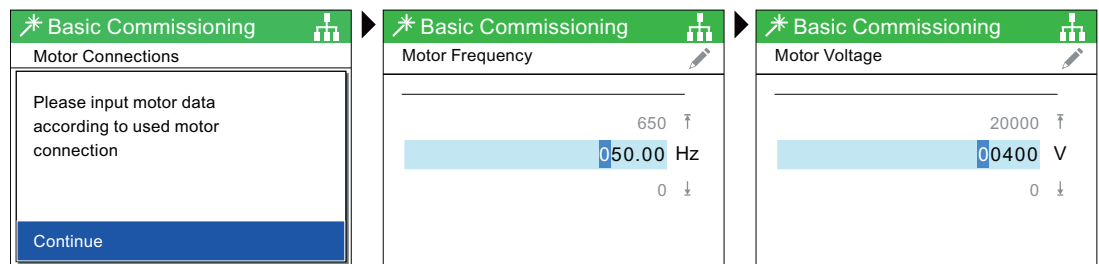 Basic Commissioning
Motor Connections
Please input motor data
according to used motor
connection
Continue
Basic Commissioning
Motor Frequency
650
050.00 Hz
0
Basic Commissioning
Motor Voltage
20000
00400 V
0